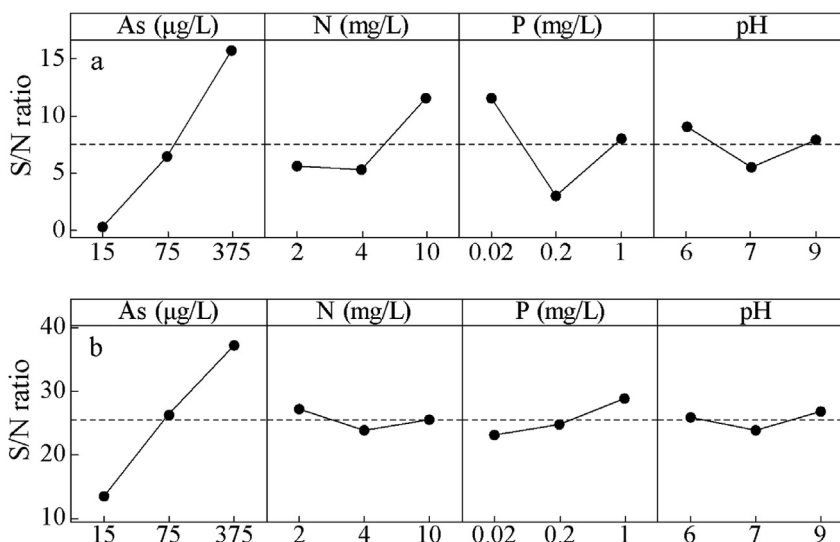 As (µg/L) N (mg/L) P (mg/L) pH
a
S/N ratio
15
10
5
0
15 75 375 2 4 10 0.02 0.2 1 6 7 9
As (µg/L) N (mg/L) P (mg/L) pH
b
S/N ratio
40
30
20
10
15 75 375 2 4 10 0.02 0.2 1 6 7 9